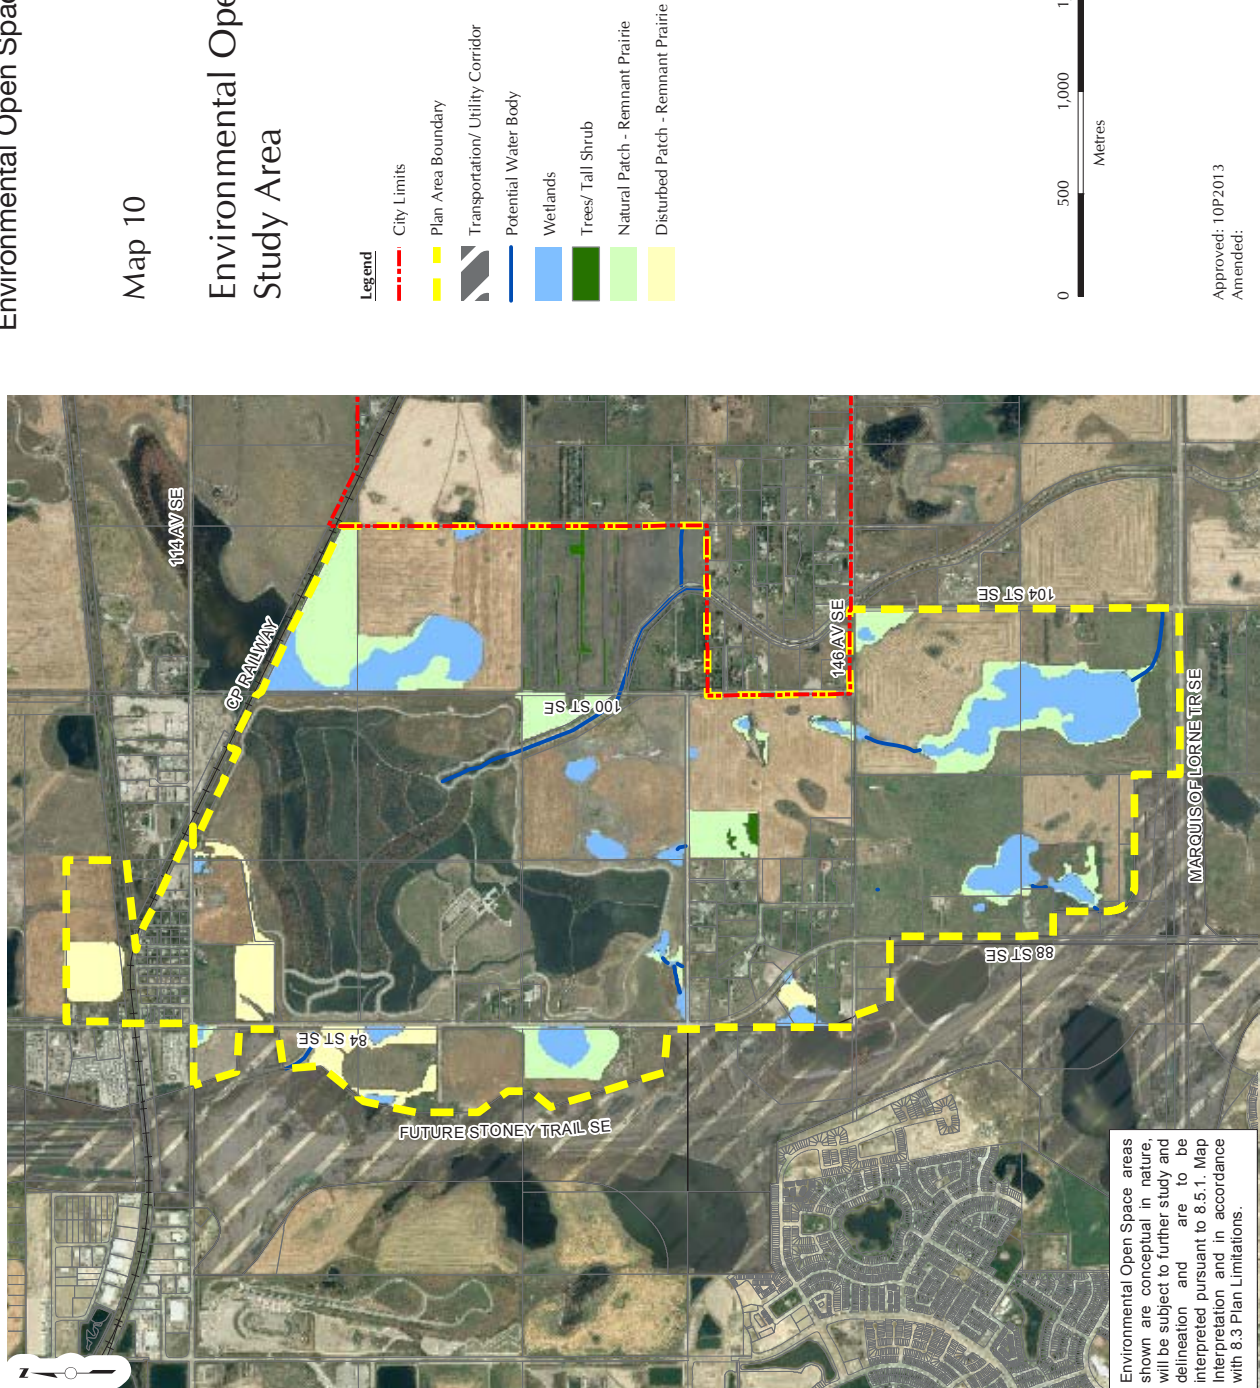 Environmental Open Spac
Map 10
Environmental Ope
Study Area
Legend
City Limits
Plan Area Boundary
Transportation/ Utility Corridor
Potential Water Body
Wetlands
Trees/ Tall Shrub
Natural Patch - Remnant Prairie
Disturbed Patch - Remnant Prairie
0 500 1,000 1
Metres
Approved: 10P2013
Amended:
114 AV SE
CP RAILWAY
100 ST SE
146 AV SE
104 ST SE
MARQUIS OF LORNE TR SE
88 ST SE
84 ST SE
FUTURE STONEY TRAIL SE
Environmental Open Space areas
shown are conceptual in nature,
will be subject to further study and
delineation and are to be
interpreted pursuant to 8.5.1. Map
Interpretation and in accordance
with 8.3 Plan Limitations.
N